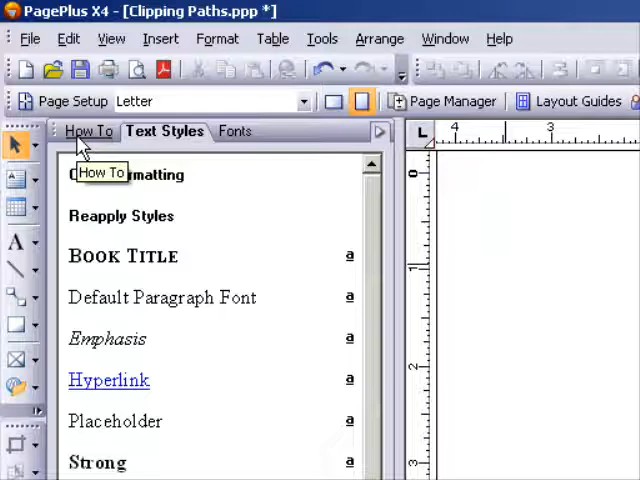 PagePlus X4 - [Clipping Paths.ppp *]
File Edit View Insert Format Table Tools Arrange Window Help
Page Setup Letter Page Manager Layout Guides
How To Text Styles Fonts
L 4 3
How To
Reapply Styles
BOOK TITLE a
Default Paragraph Font a
Emphasis a
Hyperlink a
Placeholder a
Strong a
A
0
1
2
3